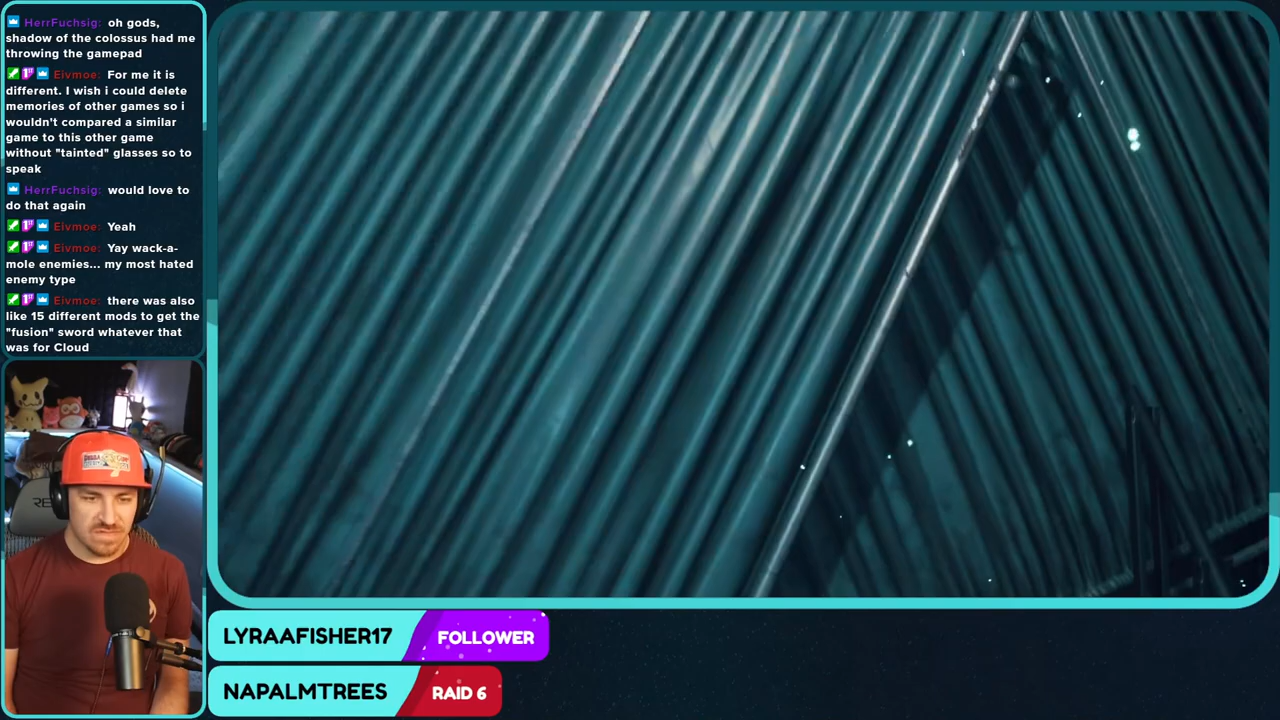 HerrFuchsig: oh gods,
shadow of the colossus had me
throwing the gamepad
Eivmoe: For me it is
different. I wish i could delete
memories of other games so i
wouldn't compared a similar
game to this other game
without "tainted" glasses so to
speak
HerrFuchsig: would love to
do that again
Eivmoe: Yeah
Eivmoe: Yay wack-a-
mole enemies... my most hated
enemy type
Eivmoe: there was also
like 15 different mods to get the
"fusion" sword whatever that
was for Cloud
LYRAAFISHER17 FOLLOWER
NAPALMTREES RAID 6